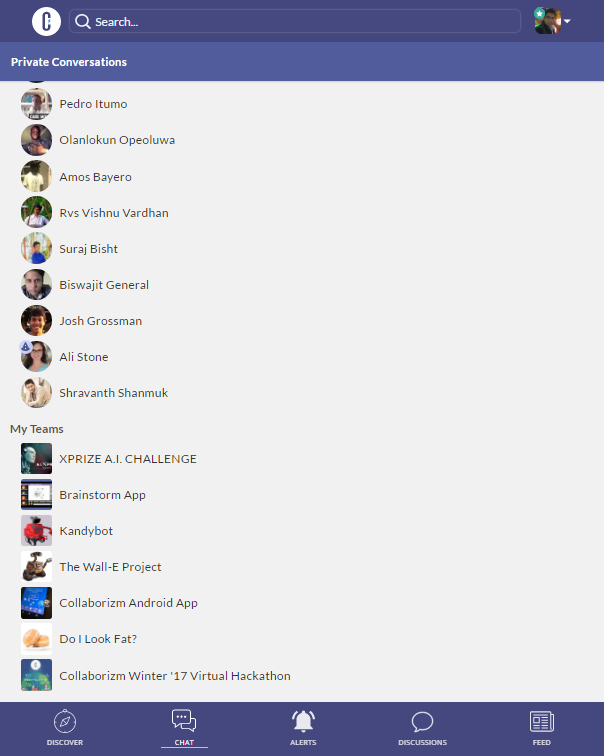 Search...
Private Conversations
Pedro Itumo
Olanlokun Opeoluwa
Amos Bayero
Rvs Vishnu Vardhan
Suraj Bisht
Biswajit General
Josh Grossman
Ali Stone
Shravanth Shanmuk
My Teams
XPRIZE A.I. CHALLENGE
Brainstorm App
Kandybot
The Wall-E Project
Collaborizm Android App
Do I Look Fat?
Collaborizm Winter '17 Virtual Hackathon
DISCOVER CHAT ALERTS DISCUSSIONS FEED